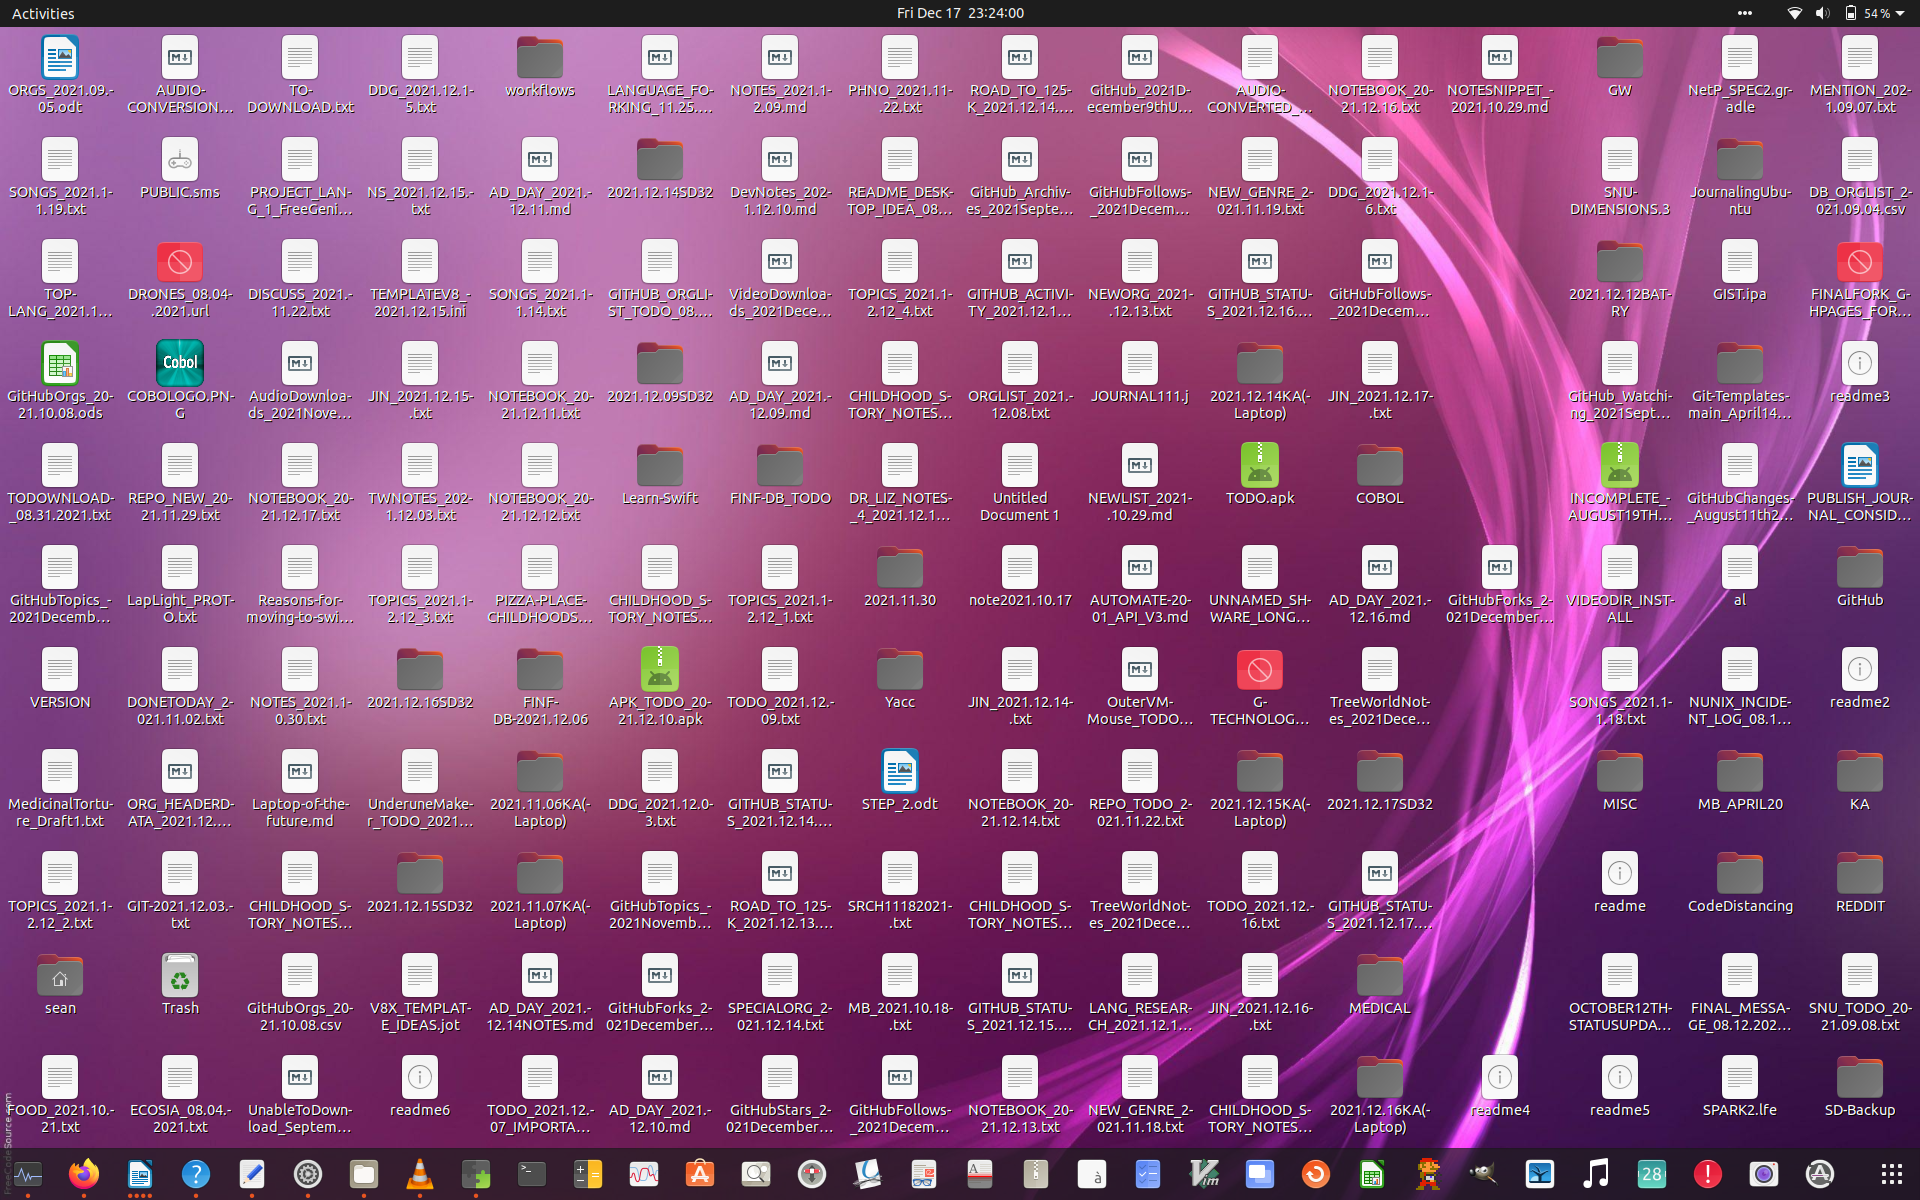 Activities
Fri Dec 17 23:24:00
54 %
ORGS_2021.09.-
05.odt
AUDIO-
CONVERSION...
TO-
DOWNLOAD.txt
DDG_2021.12.1-
5.txt
workflows
LANGUAGE_FO-
RKING_11.25....
NOTES_2021.1-
2.09.md
PHNO_2021.11-
.22.txt
ROAD_TO_125-
K_2021.12.14....
GitHub_2021D-
ecember9thU...
AUDIO-
CONVERTED_...
NOTEBOOK_20-
21.12.16.txt
NOTESNIPPET_-
2021.10.29.md
GW
NetP_SPEC2.gr-
adle
MENTION_202-
1.09.07.txt
SONGS_2021.1-
1.19.txt
PUBLIC.sms
PROJECT_LAN-
G_1_FreeGeni...
NS_2021.12.15.-
txt
AD_DAY_2021.-
12.11.md
2021.12.14SD32
DevNotes_202-
1.12.10.md
README_DESK-
TOP_IDEA_08....
GitHub_Archiv-
es_2021Septe...
GitHubFollows-
_2021Decem...
NEW_GENRE_2-
021.11.19.txt
DDG_2021.12.1-
6.txt
SNU-
DIMENSIONS.3
JournalingUbu-
ntu
DB_ORGLIST_2-
021.09.04.csv
TOP-
LANG_2021.1...
DRONES_08.04-
.2021.url
DISCUSS_2021.-
11.22.txt
TEMPLATEV8_-
2021.12.15.ini
SONGS_2021.1-
1.14.txt
GITHUB_ORGLI-
ST_TODO_08....
VideoDownloa-
ds_2021Dece...
TOPICS_2021.1-
2.12_4.txt
GITHUB_ACTIVI-
TY_2021.12.1...
NEWORG_2021-
.12.13.txt
GITHUB_STATU-
S_2021.12.16....
GitHubFollows-
_2021Decem...
2021.12.12BAT-
RY
GIST.ipa
FINALFORK_G-
HPAGES_FOR...
GitHubOrgs_20-
21.10.08.ods
Cobol
COBOLOGO.PN-
G
AudioDownloa-
ds_2021Nove...
JIN_2021.12.15-
.txt
NOTEBOOK_20-
21.12.11.txt
2021.12.09SD32
AD_DAY_2021.-
12.09.md
CHILDHOOD_S-
TORY_NOTES...
ORGLIST_2021.-
12.08.txt
JOURNAL111.j
2021.12.14KA(-
Laptop)
JIN_2021.12.17-
.txt
GitHub_Watchi-
ng_2021Sept...
Git-Templates-
main_April14...
readme3
TODOWNLOAD-
_08.31.2021.txt
REPO_NEW_20-
21.11.29.txt
NOTEBOOK_20-
21.12.17.txt
TWNOTES_202-
1.12.03.txt
NOTEBOOK_20-
21.12.12.txt
Learn-Swift
FINF-DB_TODO
DR_LIZ_NOTES-
_4_2021.12.1...
Untitled
Document 1
NEWLIST_2021-
.10.29.md
TODO.apk
COBOL
INCOMPLETE_-
AUGUST19TH...
GitHubChanges-
_August11th2...
PUBLISH_JOUR-
NAL_CONSID...
GitHubTopics_-
2021Decemb...
LapLight_PROT-
O.txt
Reasons-for-
moving-to-swi...
TOPICS_2021.1-
2.12_3.txt
PIZZA-PLACE-
CHILDHOODS...
CHILDHOOD_S-
TORY_NOTES...
TOPICS_2021.1-
2.12_1.txt
2021.11.30
note2021.10.17
AUTOMATE-20-
01_API_V3.md
UNNAMED_SH-
WARE_LONG...
AD_DAY_2021.-
12.16.md
GitHubForks_2-
021December...
VIDEODIR_INST-
ALL
al
GitHub
VERSION
DONETODAY_2-
021.11.02.txt
NOTES_2021.1-
0.30.txt
2021.12.16SD32
FINF-
DB-2021.12.06
APK_TODO_20-
21.12.10.apk
TODO_2021.12.-
09.txt
Yacc
JIN_2021.12.14-
.txt
OuterVM-
Mouse_TODO...
G-
TECHNOLOG...
TreeWorldNot-
es_2021Dece...
SONGS_2021.1-
1.18.txt
NUNIX_INCIDE-
NT_LOG_08.1...
readme2
MedicinalTortu-
re_Draft1.txt
ORG_HEADERD-
ATA_2021.12....
Laptop-of-the-
future.md
UnderuneMake-
r_TODO_2021...
2021.11.06KA(-
Laptop)
DDG_2021.12.0-
3.txt
GITHUB_STATU-
S_2021.12.14....
STEP_2.odt
NOTEBOOK_20-
21.12.14.txt
REPO_TODO_2-
021.11.22.txt
2021.12.15KA(-
Laptop)
2021.12.17SD32
MISC
MB_APRIL20
KA
TOPICS_2021.1-
2.12_2.txt
GIT-2021.12.03.-
txt
CHILDHOOD_S-
TORY_NOTES...
2021.12.15SD32
2021.11.07KA(-
Laptop)
GitHubTopics_-
2021Novemb...
ROAD_TO_125-
K_2021.12.13....
SRCH11182021-
.txt
CHILDHOOD_S-
TORY_NOTES...
TreeWorldNot-
es_2021Dece...
TODO_2021.12.-
16.txt
GITHUB_STATU-
S_2021.12.17....
readme
CodeDistancing
REDDIT
sean
Trash
GitHubOrgs_20-
21.10.08.csv
V8X_TEMPLAT-
E_IDEAS.jot
AD_DAY_2021.-
12.14NOTES.md
GitHubForks_2-
021December...
SPECIALORG_2-
021.12.14.txt
MB_2021.10.18-
.txt
GITHUB_STATU-
S_2021.12.15....
LANG_RESEAR-
CH_2021.12.1...
JIN_2021.12.16-
.txt
MEDICAL
OCTOBER12TH-
STATUSUPDA...
FINAL_MESSA-
GE_08.12.202...
SNU_TODO_20-
21.09.08.txt
FOOD_2021.10.-
21.txt
ECOSIA_08.04.-
2021.txt
UnableToDown-
load_Septem...
readme6
TODO_2021.12.-
07_IMPORTA...
AD_DAY_2021.-
12.10.md
GitHubStars_2-
021December...
GitHubFollows-
_2021Decem...
NOTEBOOK_20-
21.12.13.txt
NEW_GENRE_2-
021.11.18.txt
CHILDHOOD_S-
TORY_NOTES...
2021.12.16KA(-
Laptop)
readme4
readme5
SPARK2.lfe
SD-Backup
FreeCodeSource.com
28